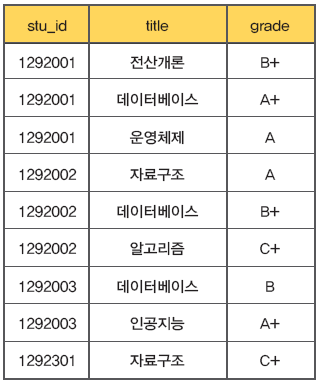 stu_id title grade
1292001 전산개론 B+
1292001 데이터베이스 A+
1292001 운영체제 A
1292002 자료구조 A
1292002 데이터베이스 B+
1292002 알고리즘 C+
1292003 데이터베이스 B
1292003 인공지능 A+
1292301 자료구조 C+